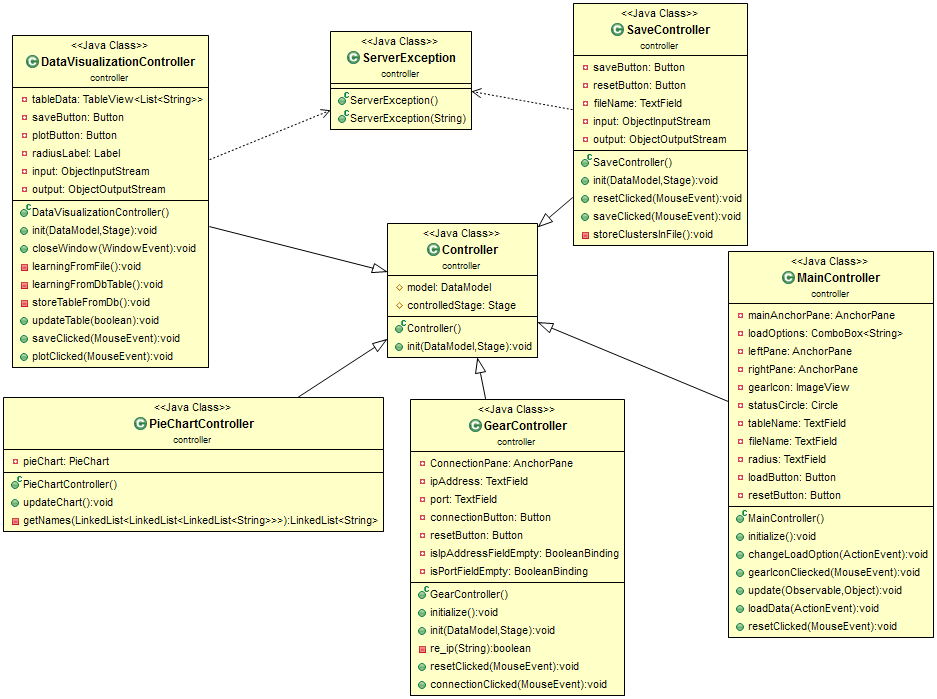 <<Java Class>>
DataVisualizationController
controller
tableData: TableView<List<String>>
saveButton: Button
plotButton: Button
radiusLabel: Label
input: ObjectInputStream
output: ObjectOutputStream
DataVisualizationController()
init(DataModel,Stage):void
closeWindow(WindowEvent):void
learningFromFile():void
learningFromDbTable():void
storeTableFromDb():void
updateTable(boolean):void
saveClicked(MouseEvent):void
plotClicked(MouseEvent):void
<<Java Class>>
ServerException
controller
ServerException()
ServerException(String)
<<Java Class>>
SaveController
controller
saveButton: Button
resetButton: Button
fileName: TextField
input: ObjectInputStream
output: ObjectOutputStream
SaveController()
init(DataModel,Stage):void
resetClicked(MouseEvent):void
saveClicked(MouseEvent):void
storeClustersInFile():void
<<Java Class>>
Controller
controller
model: DataModel
controlledStage: Stage
Controller()
init(DataModel,Stage):void
<<Java Class>>
MainController
controller
mainAnchorPane: AnchorPane
loadOptions: ComboBox<String>
leftPane: AnchorPane
rightPane: AnchorPane
gearIcon: ImageView
statusCircle: Circle
tableName: TextField
fileName: TextField
radius: TextField
loadButton: Button
resetButton: Button
MainController()
initialize():void
changeLoadOption(ActionEvent):void
gearIconCliecked(MouseEvent):void
update(Observable,Object):void
loadData(ActionEvent):void
resetClicked(MouseEvent):void
<<Java Class>>
PieChartController
controller
pieChart: PieChart
PieChartController()
updateChart():void
getNames(LinkedList<LinkedList<LinkedList<String>>>):LinkedList<String>
<<Java Class>>
GearController
controller
ConnectionPane: AnchorPane
ipAddress: TextField
port: TextField
connectionButton: Button
resetButton: Button
isIpAddressFieldEmpty: BooleanBinding
isPortFieldEmpty: BooleanBinding
GearController()
initialize():void
init(DataModel,Stage):void
re_ip(String):boolean
resetClicked(MouseEvent):void
connectionClicked(MouseEvent):void